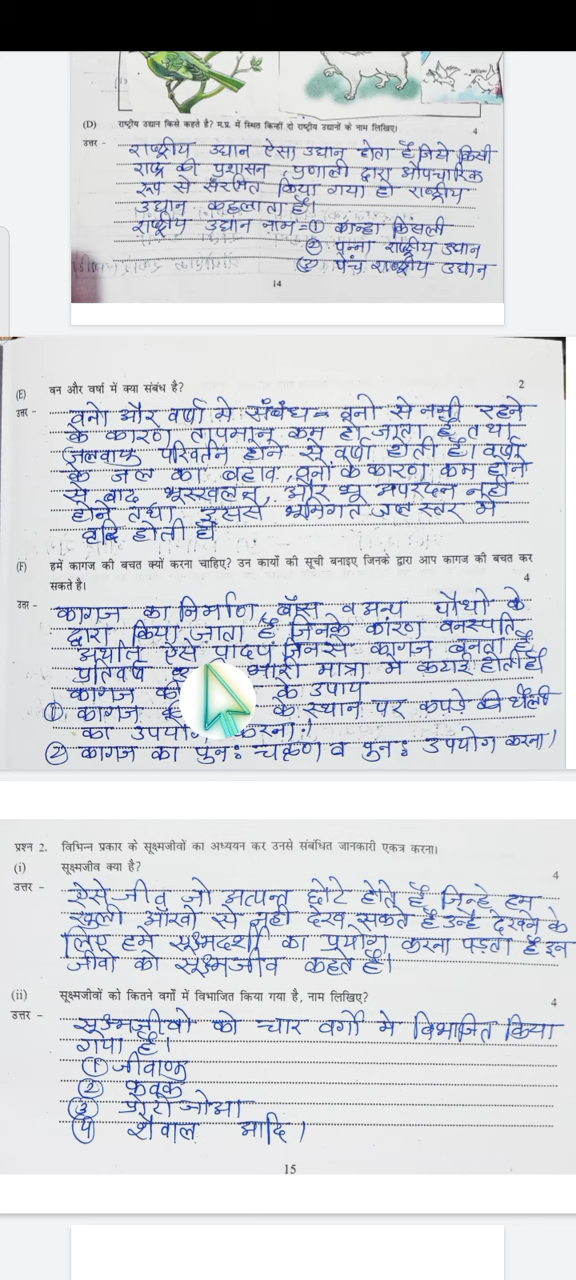 (D) राष्ट्रीय उद्यान किसे कहते है? म.प्र. में स्थित किन्हीं दो राष्ट्रीय उद्यानों के नाम लिखिए। 4
उत्तर - राष्ट्रीय उद्यान ऐसा उद्यान होता है जिसे किसी
राष्ट्र की प्रशासन प्रणाली द्वारा औपचारिक
रूप से संरक्षित किया गया हो राष्ट्रीय
उद्यान कहलाता है।
राष्ट्रीय उद्यान नाम = ① कान्हा किसली
② पन्ना राष्ट्रीय उद्यान
③ पेंच राष्ट्रीय उद्यान
14
(E) वन और वर्षा में क्या संबंध है? 2
उत्तर - वनो और वर्षा मे संबंध = वनो से नमी रहने
के कारण तापमान कम हो जाता है तथा
जलवायु परिवर्तन होने से वर्षा होती है। वर्षा
के जल का बहाव वनों के कारण कम होने
से बाढ़ भूस्खलन, और भू अपरदन नही
होने तथा इससे भूमिगत जल स्तर मे
वृद्धि होती है
(F) हमें कागज की बचत क्यों करना चाहिए? उन कार्यो की सूची बनाइए जिनके द्वारा आप कागज की बचत कर
सकते है। 4
उत्तर - कागज का निर्माण बाँस व अन्य पौधो के
द्वारा किया जाता है जिनके कारण वनस्पति
अर्थात ऐसे पादप जिनसे कागज बनता है
प्रतिवर्ष भारी मात्रा मे कटाई होती है।
कागज की के उपाय
① कागज के स्थान पर कपड़े की थैली
का उपयोग करना।
② कागज का पुनः चक्रण व पुनः उपयोग करना।
प्रश्न 2. विभिन्न प्रकार के सूक्ष्मजीवों का अध्ययन कर उनसे संबंधित जानकारी एकत्र करना।
(i) सूक्ष्मजीव क्या है? 4
उत्तर - ऐसे जीव जो अत्यन्त छोटे होते है जिन्हे हम
खुली आँखो से नही देख सकते है उन्हे देखने के
लिए हमे सूक्ष्मदर्शी का प्रयोग करना पड़ता है इन
जीवो को सूक्ष्मजीव कहते है।
(ii) सूक्ष्मजीवों को कितने वर्गों में विभाजित किया गया है, नाम लिखिए? 4
उत्तर - सूक्ष्मजीवो को चार वर्गो मे विभाजित किया
गया है।
① जीवाणु
② कवक
③ प्रोटोजोआ
④ शैवाल आदि।
15